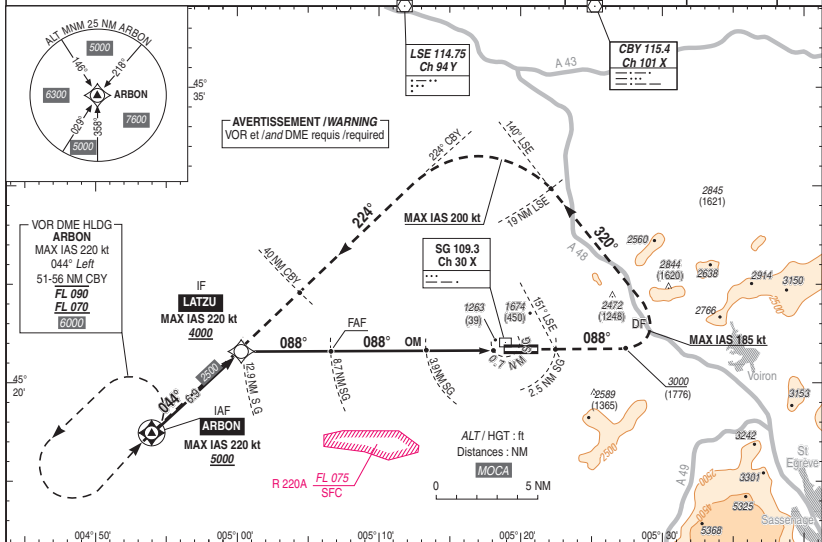 ALT MNM 25 NM ARBON
5000
146°
218°
6300
ARBON
7600
029°
358°
5000
45°
35'
LSE 114.75
Ch 94 Y
CBY 115.4
Ch 101 X
A 43
AVERTISSEMENT / WARNING
VOR et /and DME requis /required
224° CBY
140° LSE
19 NM LSE
MAX IAS 200 kt
224°
320°
A 48
2845
(1621)
2560
2844
(1620)
2638
2914
3150
2500
2766
2472
(1248)
VOR DME HLDG
ARBON
MAX IAS 220 kt
044° Left
51-56 NM CBY
FL 090
FL 070
6000
40 NM CBY
IF
LATZU
MAX IAS 220 kt
4000
SG 109.3
Ch 30 X
1263
(39)
1674
(450)
151° LSE
DF
MAX IAS 185 kt
FAF
088°
088°
OM
SG
088°
12.9 NM SG
8.7 NM SG
3.9 NM SG
0.7 NM
2.5 NM SG
3000
(1776)
Voiron
45°
20'
2500
044°
6.9
IAF
ARBON
MAX IAS 220 kt
5000
2589
(1365)
2500
3153
ALT / HGT : ft
Distances : NM
MOCA
0
5 NM
R 220A
FL 075
SFC
A 49
3242
St
Egrève
3301
2500
4500
5325
Sassenage
5368
004°50'
005°00'
005°10'
005°20'
005°30'